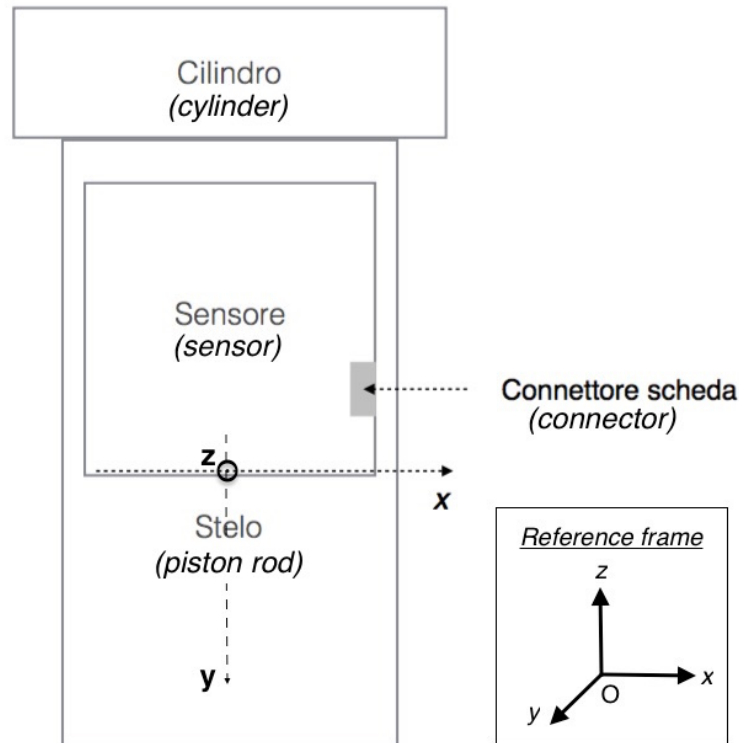 Cilindro
(cylinder)
Sensore
(sensor)
Connettore scheda
(connector)
z
x
Stelo
(piston rod)
y
Reference frame
z
x
O
y